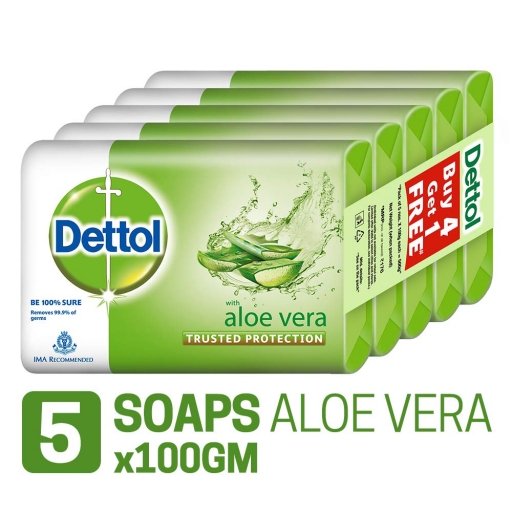 Dettol
BE 100% SURE
Removes 99.9% of
germs
IMA RECOMMENDED
with
aloe vera
TRUSTED PROTECTION
Dettol
Buy 4
Get 1
FREE*
5
SOAPS ALOE VERA
x100GM